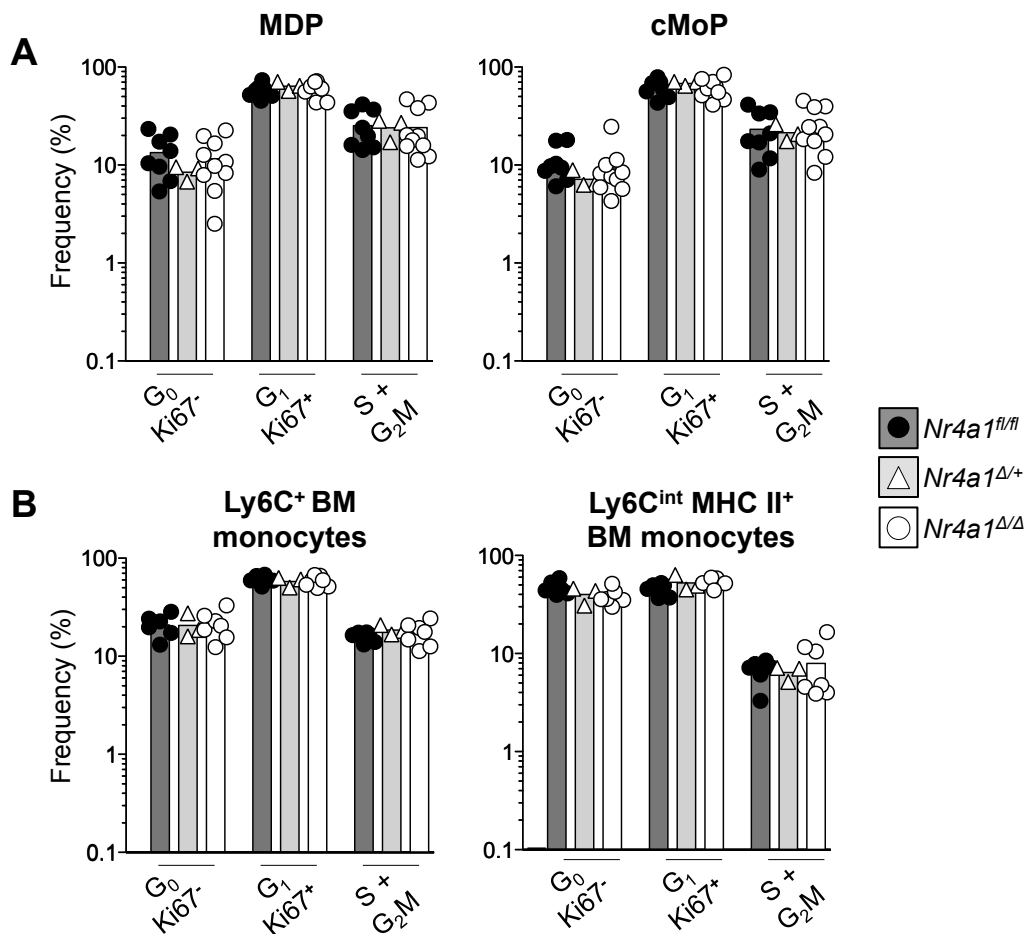 A
MDP
cMoP
Frequency (%)
100
10
1
0.1
G₀ Ki67⁻
G₁ Ki67⁺
S + G₂M
100
10
1
0.1
G₀ Ki67⁻
G₁ Ki67⁺
S + G₂M
Nr4a1ᶠˡ/ᶠˡ
Nr4a1Δ/+
Nr4a1Δ/Δ
B
Ly6C⁺ BM
monocytes
Ly6Cⁱⁿᵗ MHC II⁺
BM monocytes
Frequency (%)
100
10
1
0.1
G₀ Ki67⁻
G₁ Ki67⁺
S + G₂M
100
10
1
0.1
G₀ Ki67⁻
G₁ Ki67⁺
S + G₂M